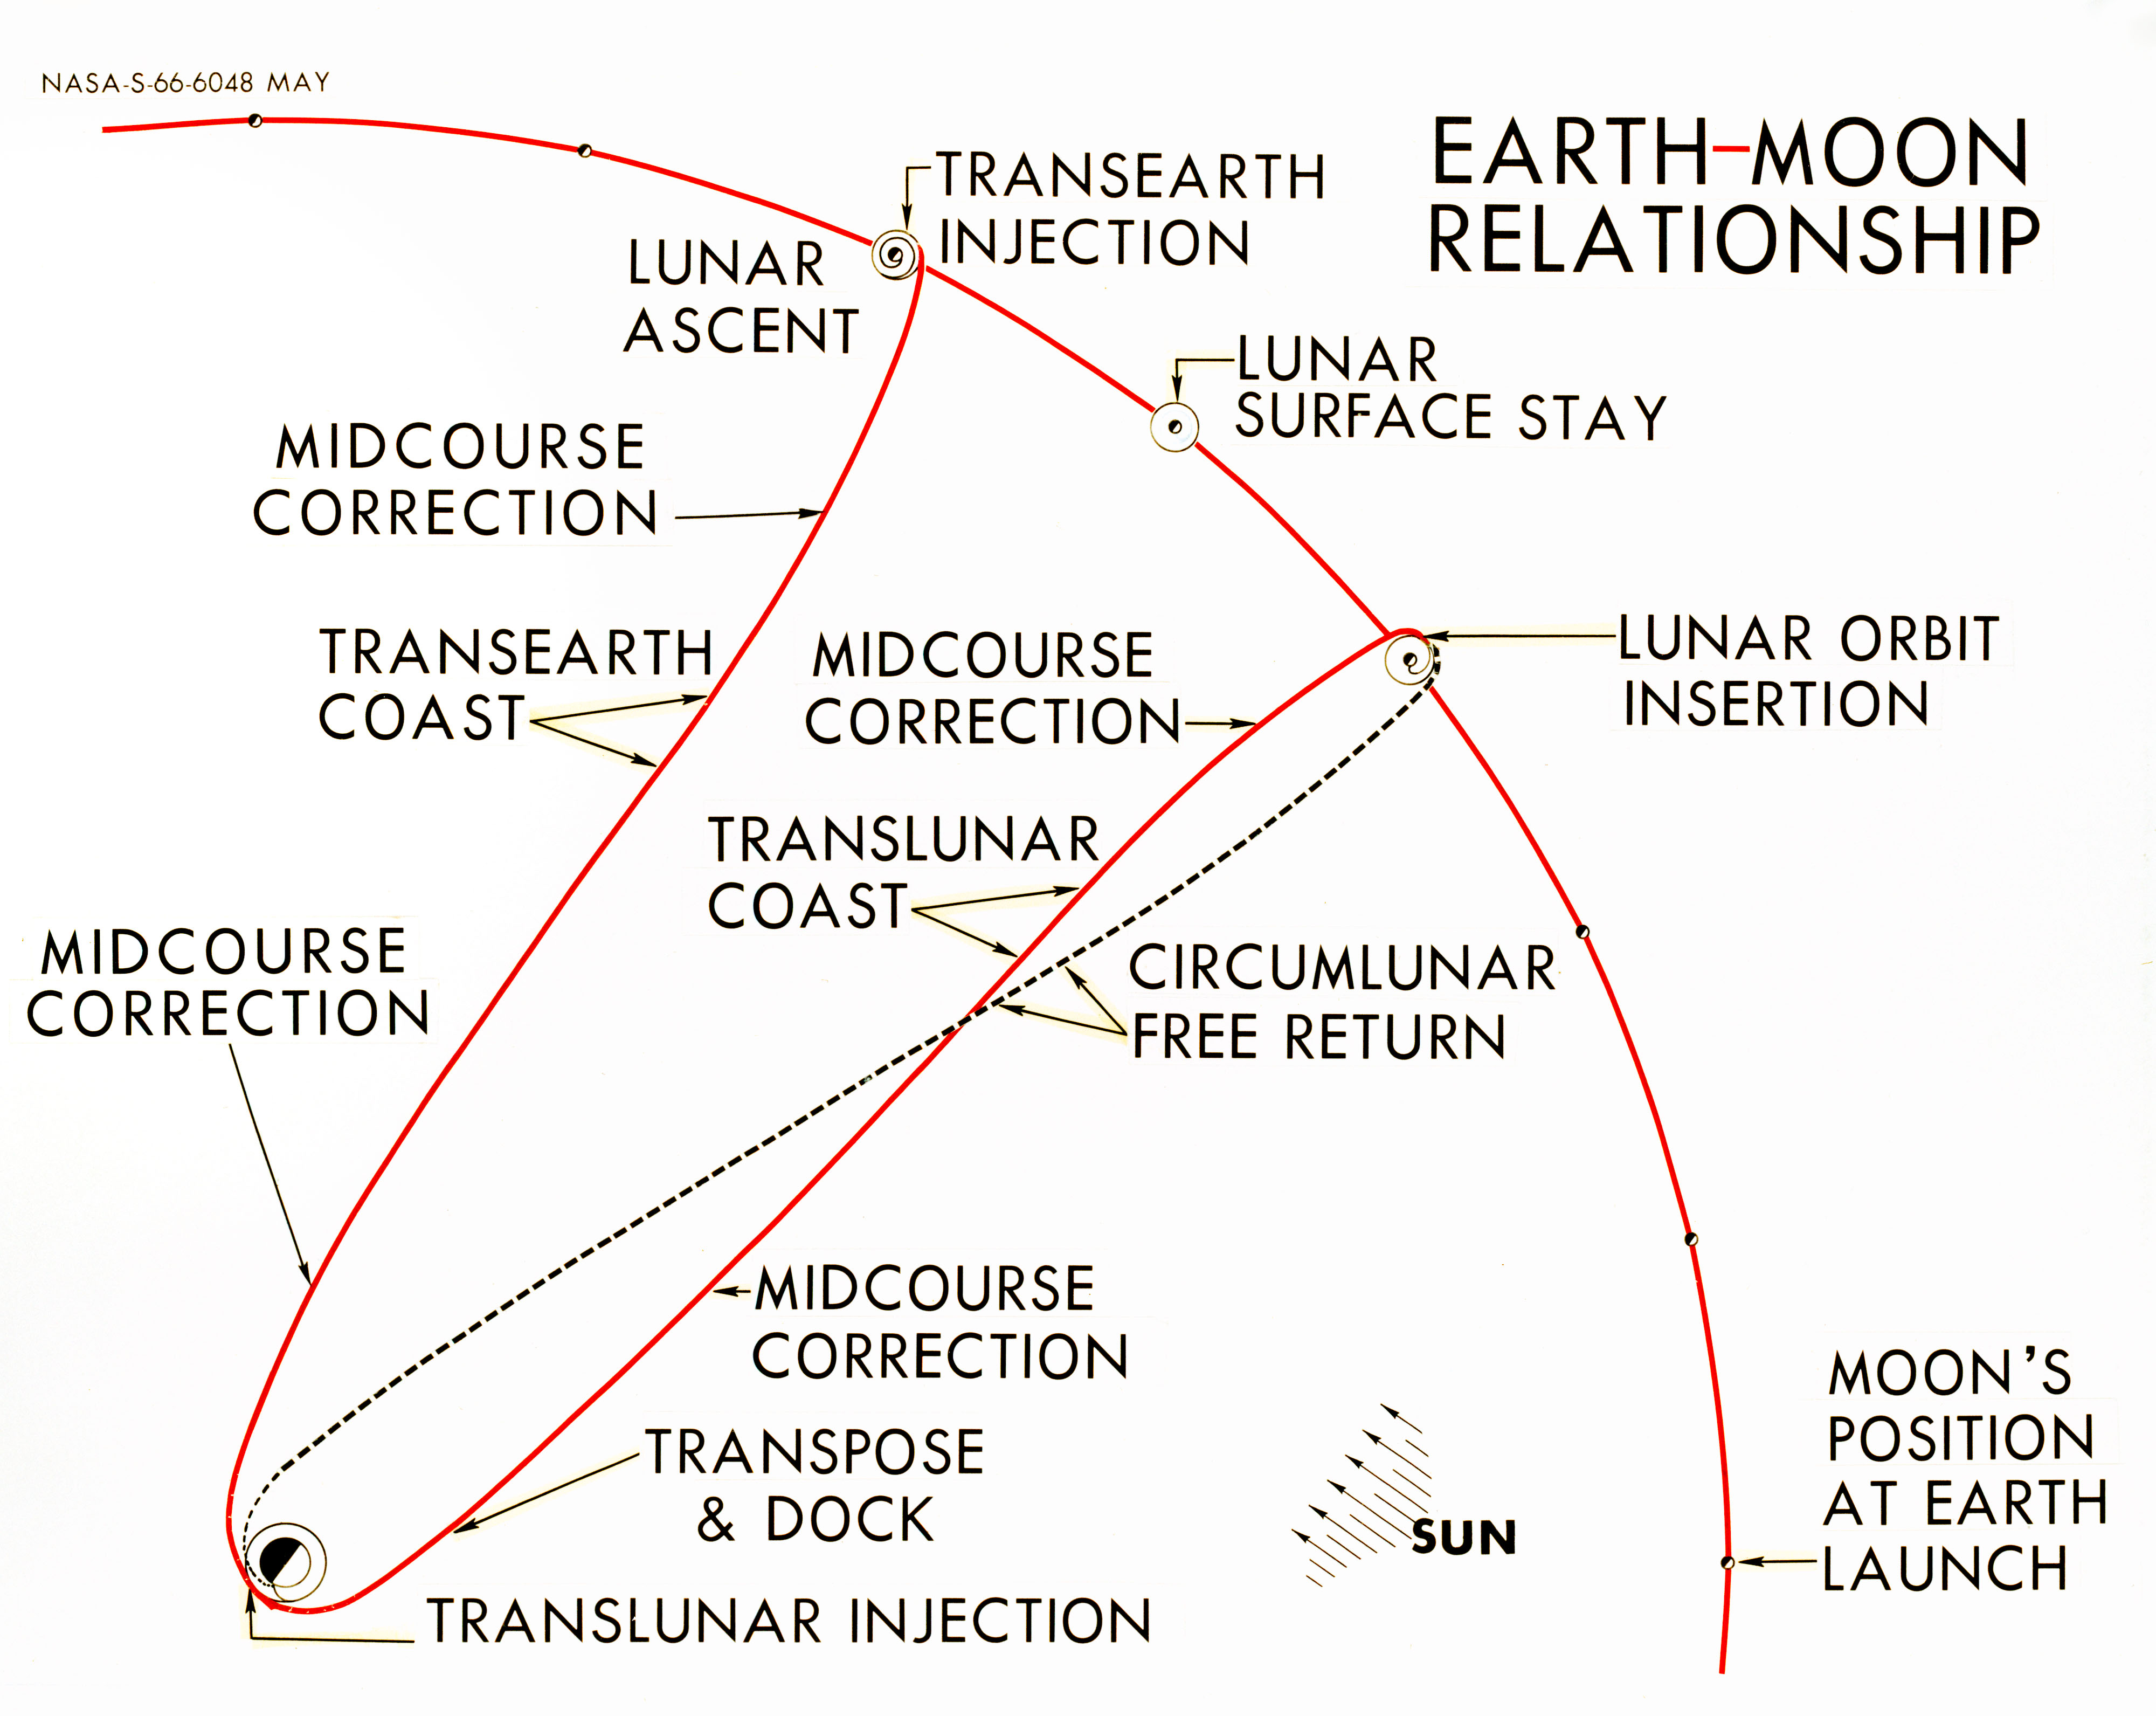 NASA-S-66-6048 MAY
EARTH-MOON
RELATIONSHIP
TRANSEARTH
INJECTION
LUNAR
ASCENT
LUNAR
SURFACE STAY
MIDCOURSE
CORRECTION
TRANSEARTH
COAST
MIDCOURSE
CORRECTION
LUNAR ORBIT
INSERTION
TRANSLUNAR
COAST
MIDCOURSE
CORRECTION
CIRCUMLUNAR
FREE RETURN
MIDCOURSE
CORRECTION
TRANSPOSE
& DOCK
SUN
MOON'S
POSITION
AT EARTH
LAUNCH
TRANSLUNAR INJECTION